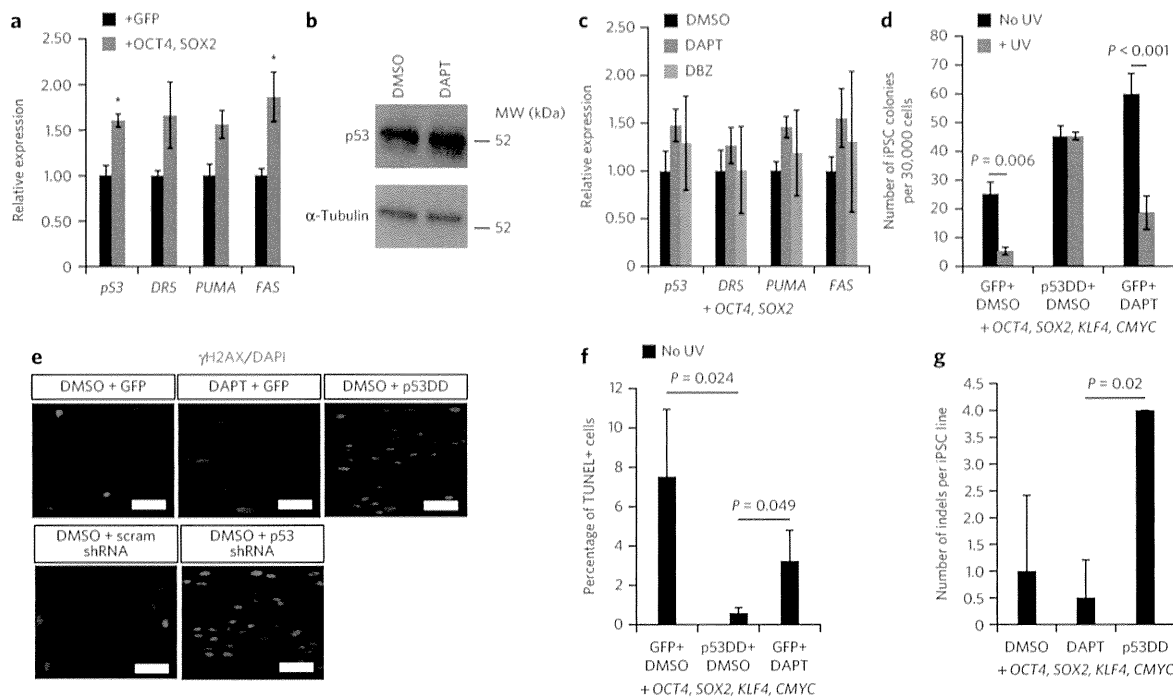 a
+GFP
+OCT4, SOX2
Relative expression
2.50
2.00
1.50
1.00
0.50
0
*
*
pS3
DR5
PUMA
FAS
b
DMSO
DAPT
MW (kDa)
p53
52
α-Tubulin
52
c
DMSO
DAPT
DBZ
Relative expression
2.50
2.00
1.50
1.00
0.50
0
p53
DR5
PUMA
FAS
+ OCT4, SOX2
d
No UV
+ UV
Number of iPSC colonies
per 30,000 cells
80
70
60
50
40
30
20
10
0
P = 0.006
P < 0.001
GFP+ p53DD+ GFP+
DMSO DMSO DAPT
+ OCT4, SOX2, KLF4, CMYC
e
γH2AX/DAPI
DMSO + GFP
DAPT + GFP
DMSO + p53DD
DMSO + scram
shRNA
DMSO + p53
shRNA
f
No UV
Percentage of TUNEL+ cells
12
10
8
6
4
2
0
P = 0.024
P = 0.049
GFP+ p53DD+ GFP+
DMSO DMSO DAPT
+ OCT4, SOX2, KLF4, CMYC
g
Number of indels per iPSC line
4.5
4.0
3.5
3.0
2.5
2.0
1.5
1.0
0.5
0
P = 0.02
DMSO DAPT p53DD
+ OCT4, SOX2, KLF4, CMYC